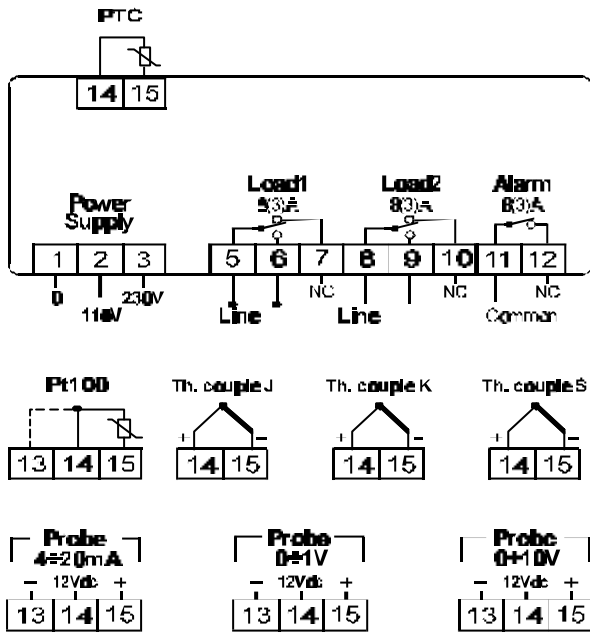 PTC
14 15
Load1 Load2 Alarm
Power 8(3)A 8(3)A 8(3)A
Supply
1 2 3 5 6 7 8 9 10 11 12
0 230V NC NC NC
110V Line Line Common
Pt100 Th. couple J Th. couple K Th. couple S
+ - + - + -
13 14 15 14 15 14 15 14 15
Probe Probe Probe
4÷20mA 0÷1V 0÷10V
- 12Vdc + - 12Vdc + - 12Vdc +
13 14 15 13 14 15 13 14 15